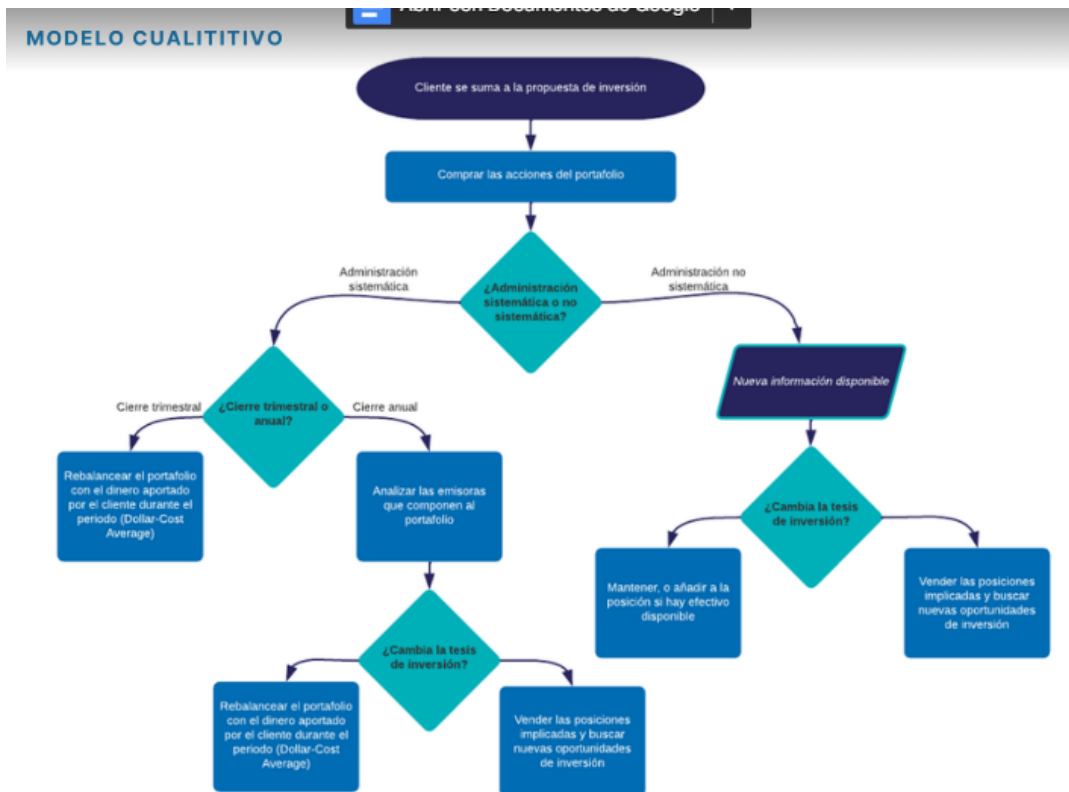 Abrir con Documentos de Google
MODELO CUALITITIVO
Cliente se suma a la propuesta de inversión
Comprar las acciones del portafolio
¿Administración
sistemática o no
sistemática?
Administración
sistemática
Administración no
sistemática
¿Cierre trimestral o
anual?
Cierre trimestral
Cierre anual
Nueva información disponible
Rebalancear el portafolio
con el dinero aportado
por el cliente durante el
periodo (Dollar-Cost
Average)
Analizar las emisoras
que componen al
portafolio
¿Cambia la tesis
de inversión?
Mantener, o añadir a la
posición si hay efectivo
disponible
Vender las posiciones
implicadas y buscar
nuevas oportunidades
de inversión
¿Cambia la tesis
de inversión?
Rebalancear el portafolio
con el dinero aportado
por el cliente durante el
periodo (Dollar-Cost
Average)
Vender las posiciones
implicadas y buscar
nuevas oportunidades
de inversión